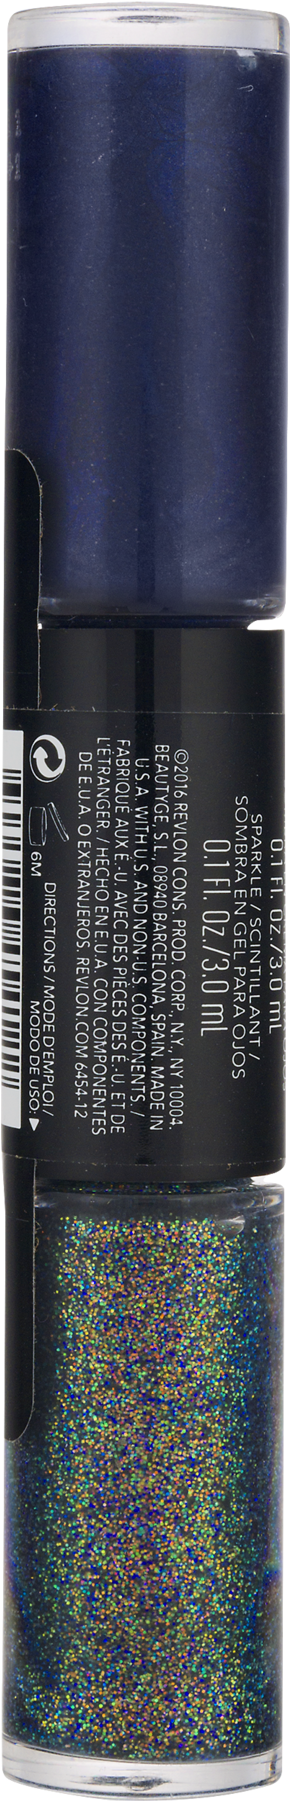 0.1 fl. Oz./3.0 mL
SPARKLE / SCINTILLANT /
SOMBRA EN GEL PARA OJOS
0.1 Fl. Oz./3.0 mL
©2016 REVLON CONS. PROD. CORP., N.Y., NY 10004.
BEAUTYGE, S.L. 08940 BARCELONA, SPAIN. MADE IN
U.S.A. WITH U.S. AND NON-U.S. COMPONENTS. /
FABRIQUÉ AUX É.-U. AVEC DES PIÈCES DES É.-U. ET DE
L'ÉTRANGER. / HECHO EN E.U.A. CON COMPONENTES
DE E.U.A. O EXTRANJEROS. REVLON.COM 6454-12
DIRECTIONS / MODE D'EMPLOI /
MODO DE USO:
6M